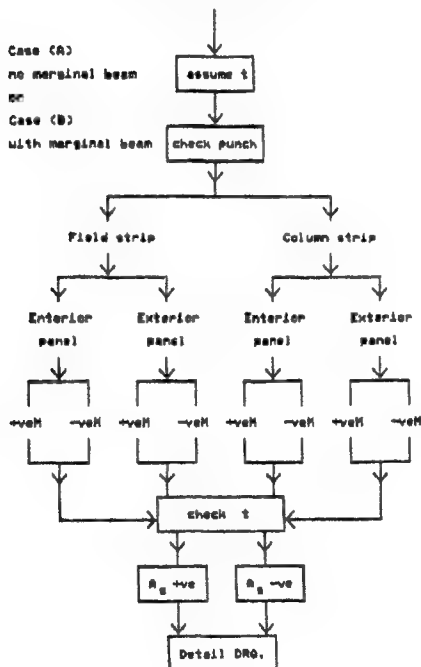 Case (A)
no marginal beam
or
Case (B)
with marginal beam
assume t
check punch
Field strip
Column strip
Interior panel
Exterior panel
Interior panel
Exterior panel
+veM
-veM
+veM
-veM
+veM
-veM
+veM
-veM
check t
As +ve
As -ve
Detail DRG.